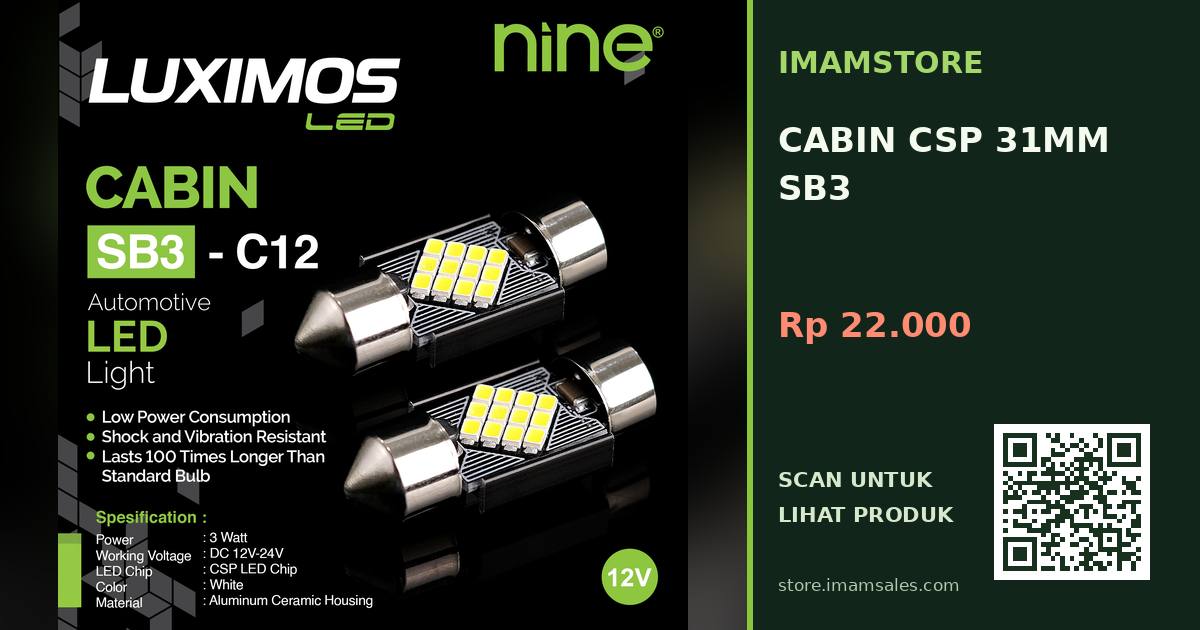 LUXIMOS
LED
nine®
CABIN
SB3 - C12
Automotive
LED
Light
Low Power Consumption
Shock and Vibration Resistant
Lasts 100 Times Longer Than
Standard Bulb
Spesification :
Power : 3 Watt
Working Voltage : DC 12V-24V
LED Chip : CSP LED Chip
Color : White
Material : Aluminum Ceramic Housing
12V
IMAMSTORE
CABIN CSP 31MM
SB3
Rp 22.000
SCAN UNTUK
LIHAT PRODUK
store.imamsales.com